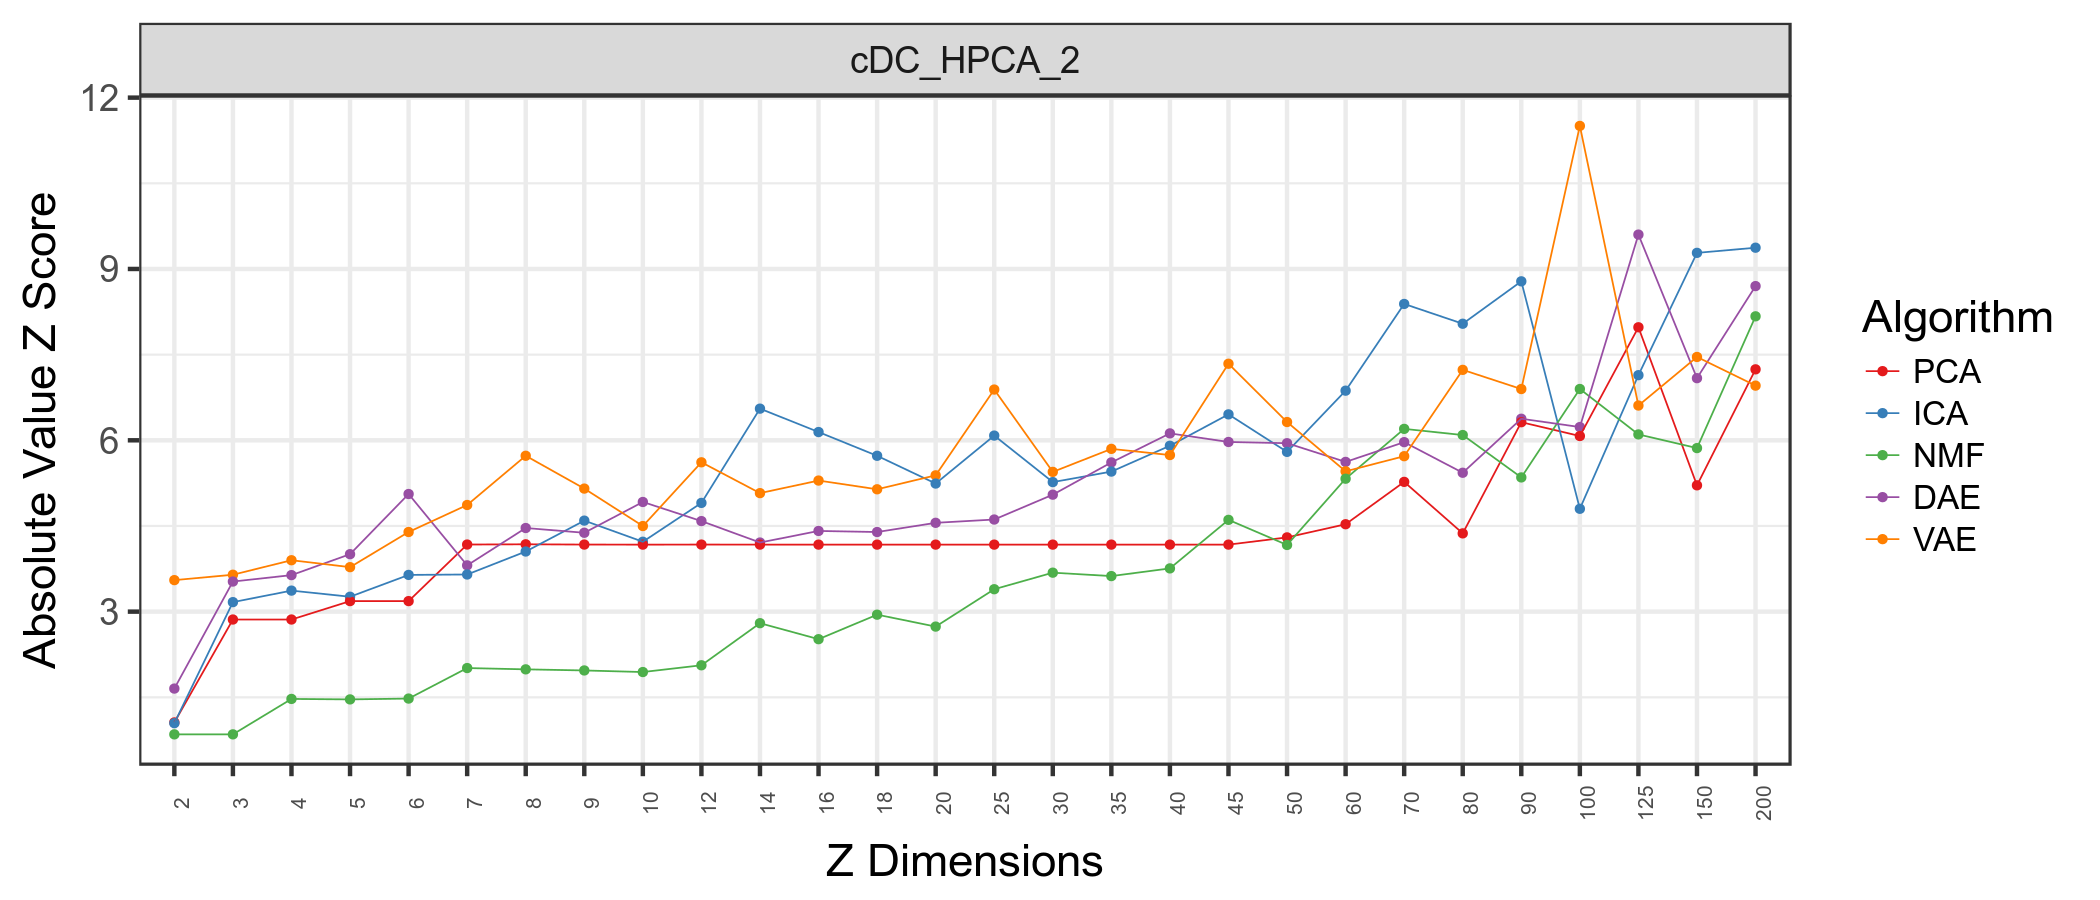 cDC_HPCA_2
12
9
6
3
Absolute Value Z Score
2 3 4 5 6 7 8 9 10 12 14 16 18 20 25 30 35 40 45 50 60 70 80 90 100 125 150 200
Z Dimensions
Algorithm
PCA
ICA
NMF
DAE
VAE